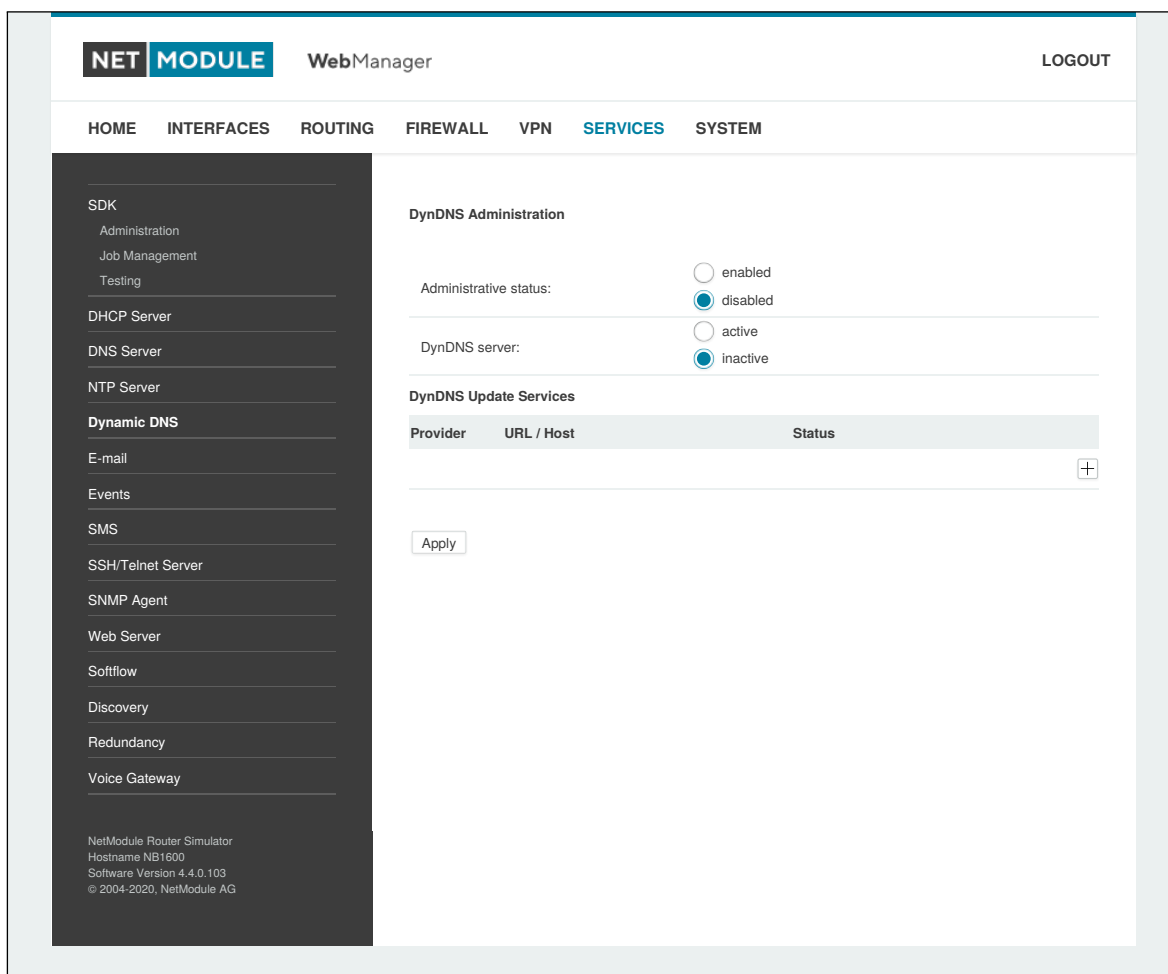 NET MODULE WebManager LOGOUT
HOME INTERFACES ROUTING FIREWALL VPN SERVICES SYSTEM
SDK
Administration
Job Management
Testing
DHCP Server
DNS Server
NTP Server
Dynamic DNS
E-mail
Events
SMS
SSH/Telnet Server
SNMP Agent
Web Server
Softflow
Discovery
Redundancy
Voice Gateway
NetModule Router Simulator
Hostname NB1600
Software Version 4.4.0.103
© 2004-2020, NetModule AG
DynDNS Administration
Administrative status:
enabled
disabled
DynDNS server:
active
inactive
DynDNS Update Services
Provider URL / Host Status
Apply